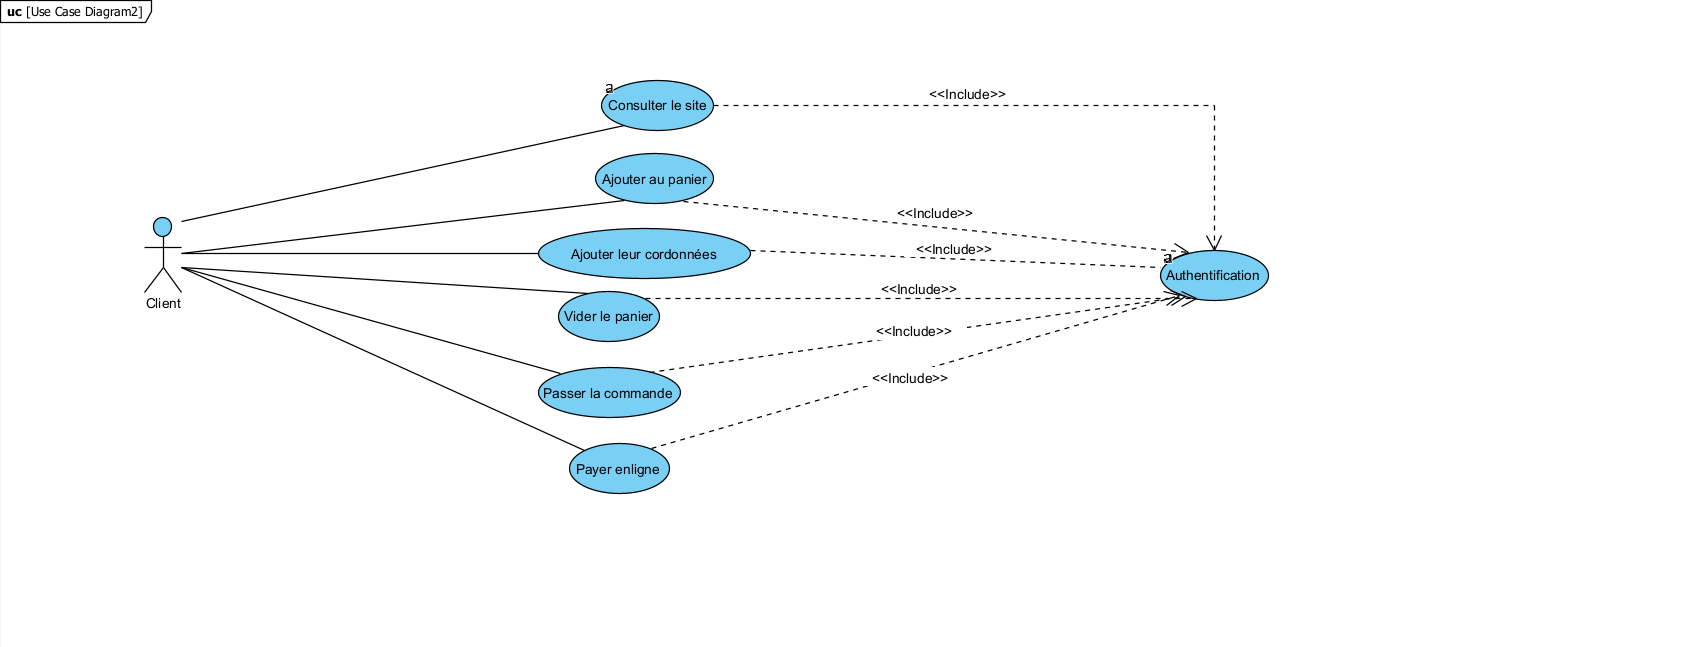 uc [Use Case Diagram2]
a
Consulter le site
<<Include>>
Ajouter au panier
<<Include>>
Ajouter leur cordonnées
<<Include>>
a
Authentification
Client
Vider le panier
<<Include>>
<<Include>>
Passer la commande
<<Include>>
Payer enligne